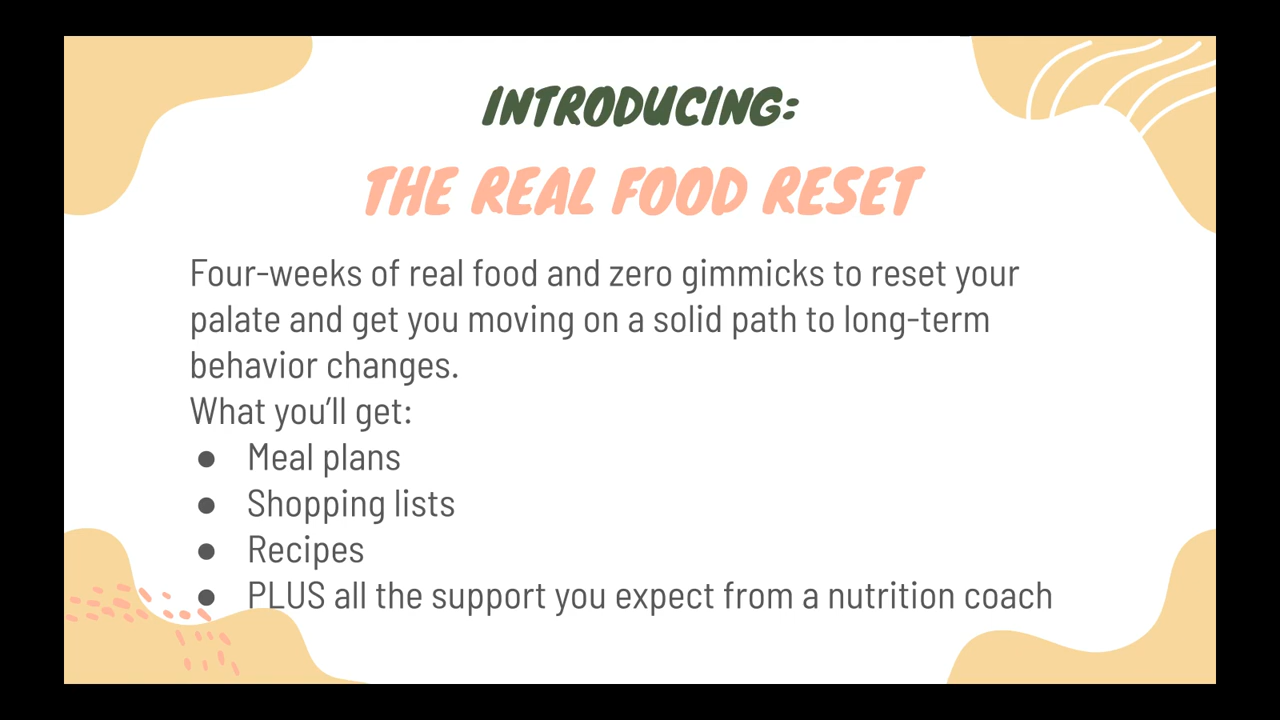 INTRODUCING:
THE REAL FOOD RESET
Four-weeks of real food and zero gimmicks to reset your
palate and get you moving on a solid path to long-term
behavior changes.
What you’ll get:
● Meal plans
● Shopping lists
● Recipes
● PLUS all the support you expect from a nutrition coach